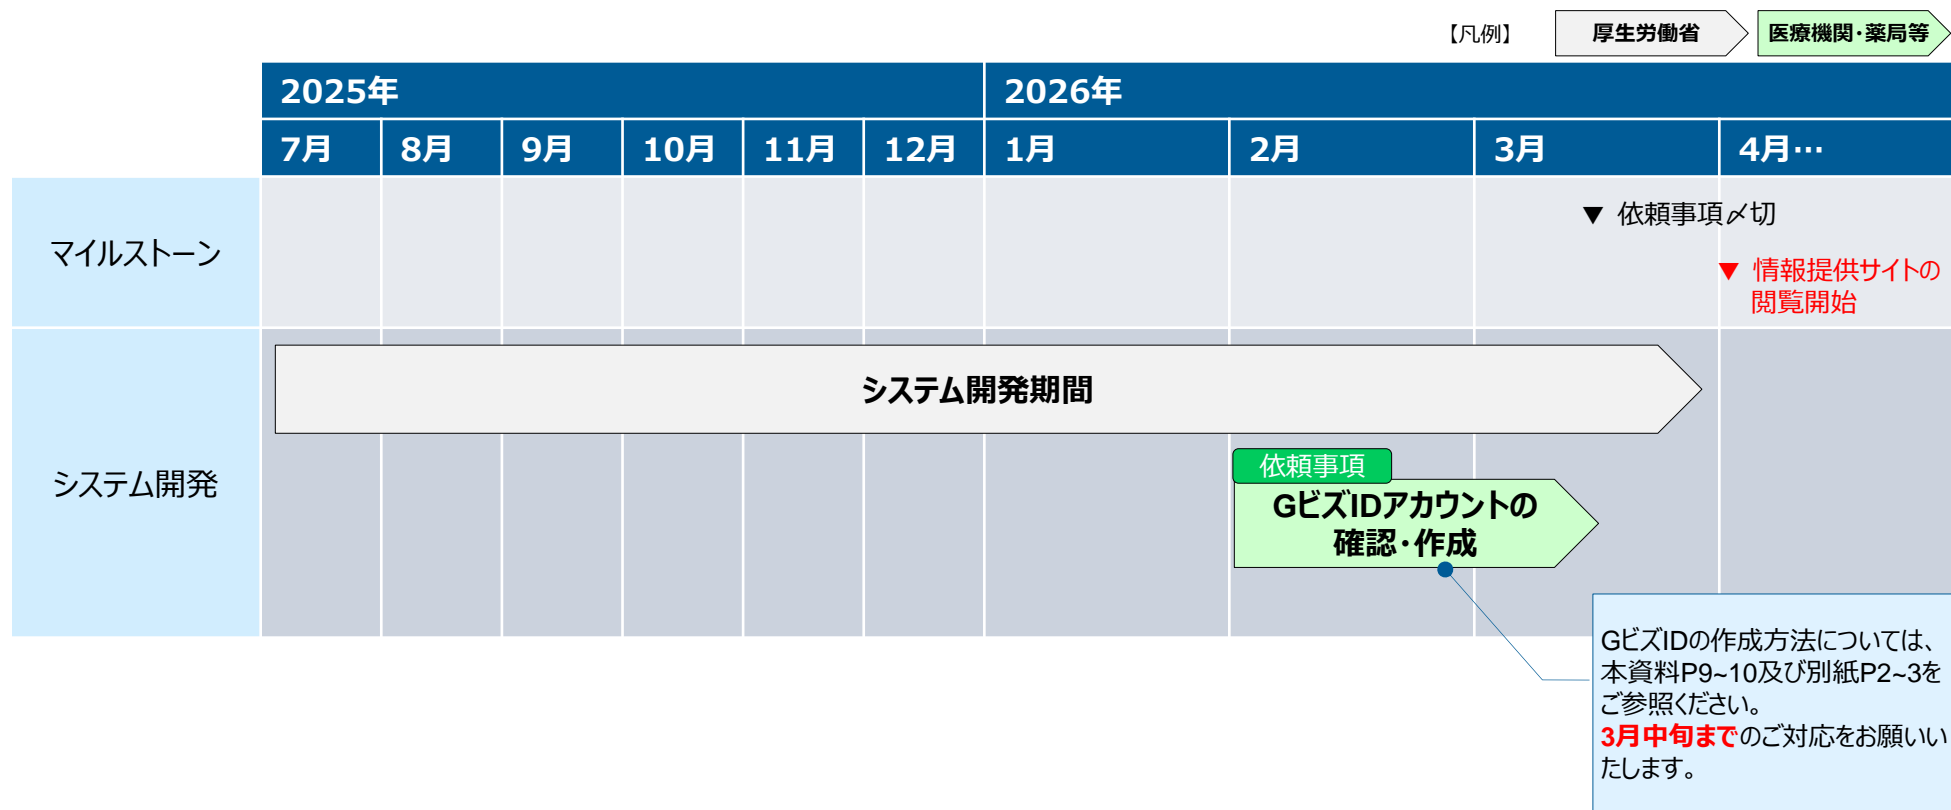 【凡例】 厚生労働省 医療機関・薬局等
2025年 2026年
7月 8月 9月 10月 11月 12月 1月 2月 3月 4月…
マイルストーン
▼ 依頼事項〆切
▼ 情報提供サイトの
閲覧開始
システム開発
システム開発期間
依頼事項
GビズIDアカウントの
確認・作成
GビズIDの作成方法については、
本資料P9~10及び別紙P2~3を
ご参照ください。
3月中旬までのご対応をお願いい
たします。